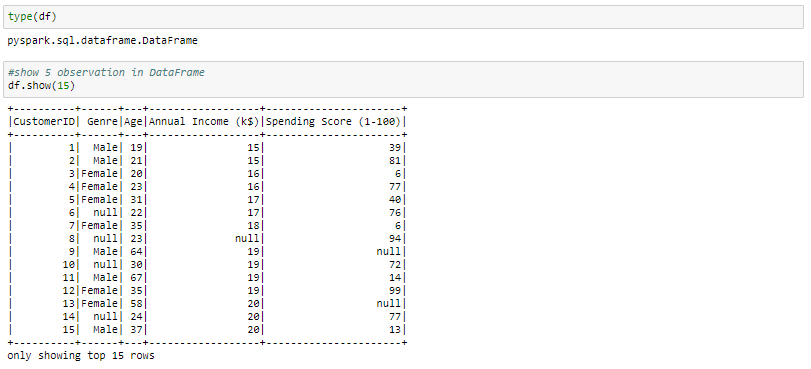 type(df)
pyspark.sql.dataframe.DataFrame
#show 5 observation in DataFrame
df.show(15)
+----------+------+---+------------------+----------------------+
|CustomerID| Genre|Age|Annual Income (k$)|Spending Score (1-100)|
+----------+------+---+------------------+----------------------+
|         1|  Male| 19|                15|                    39|
|         2|  Male| 21|                15|                    81|
|         3|Female| 20|                16|                     6|
|         4|Female| 23|                16|                    77|
|         5|Female| 31|                17|                    40|
|         6|  null| 22|                17|                    76|
|         7|Female| 35|                18|                     6|
|         8|  null| 23|              null|                    94|
|         9|  Male| 64|                19|                  null|
|        10|  null| 30|                19|                    72|
|        11|  Male| 67|                19|                    14|
|        12|Female| 35|                19|                    99|
|        13|Female| 58|                20|                  null|
|        14|  null| 24|                20|                    77|
|        15|  Male| 37|                20|                    13|
+----------+------+---+------------------+----------------------+
only showing top 15 rows